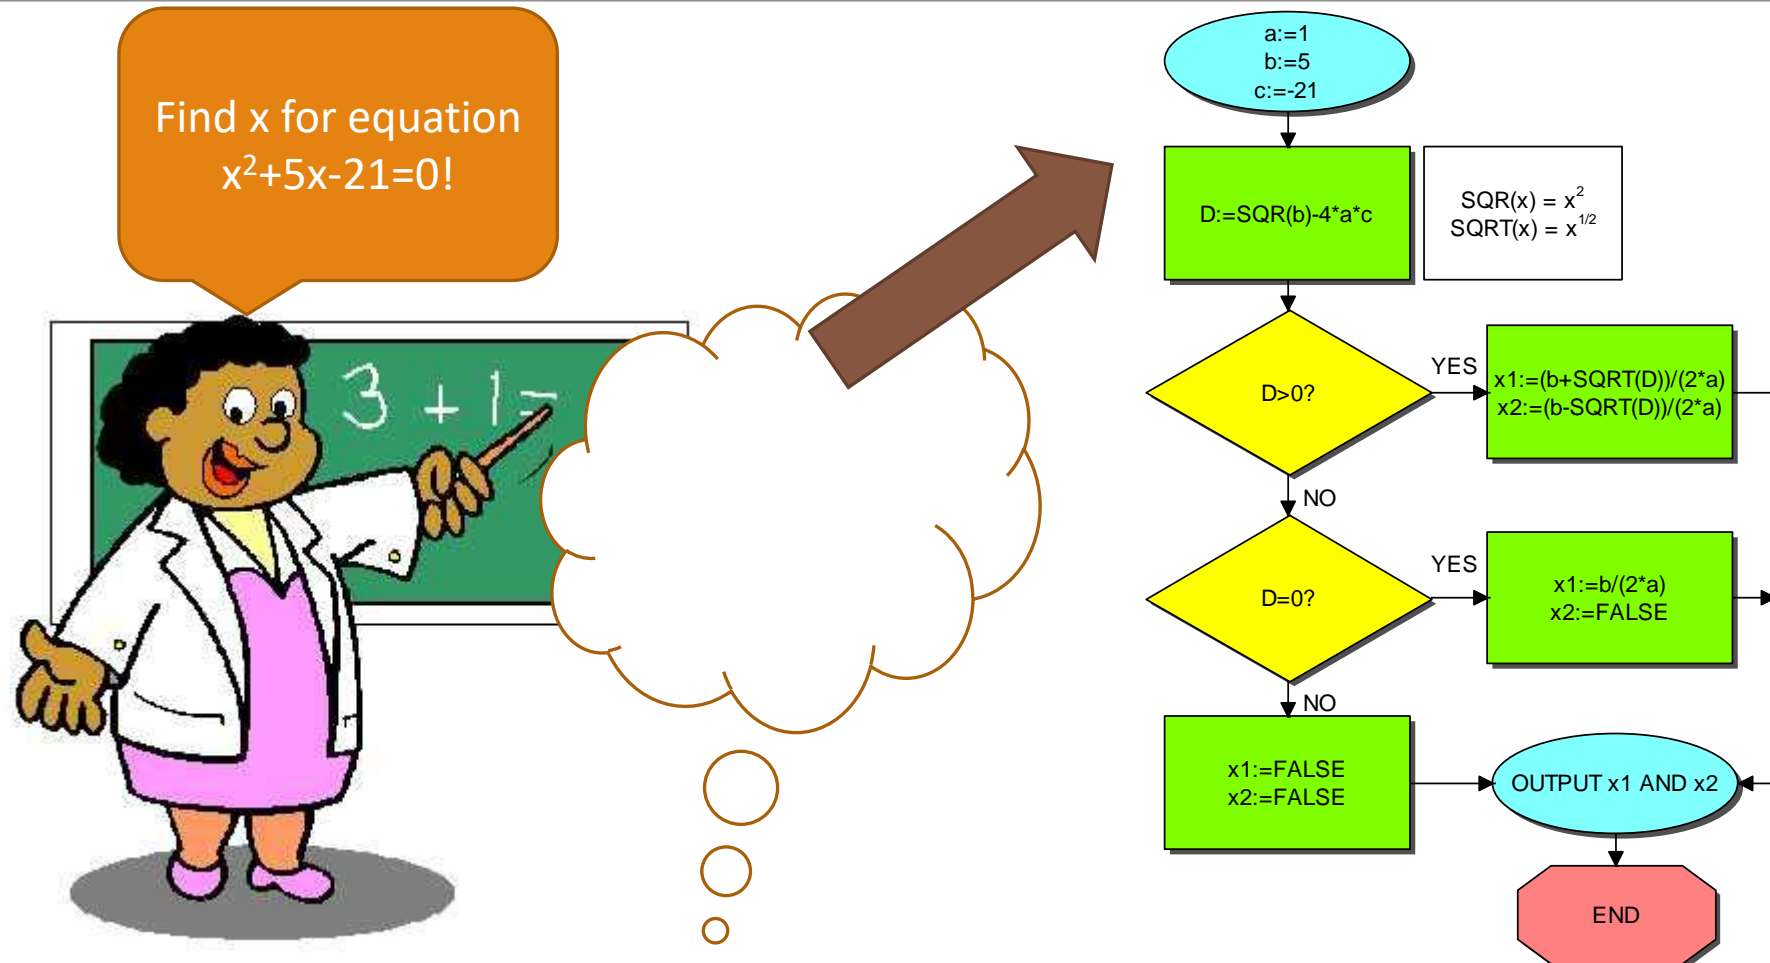 Find x for equation
x²+5x-21=0!
3 + 1=
a:=1
b:=5
c:=-21
D:=SQR(b)-4*a*c
SQR(x) = x²
SQRT(x) = x^1/2
D>0?
YES
x1:=(b+SQRT(D))/(2*a)
x2:=(b-SQRT(D))/(2*a)
NO
D=0?
YES
x1:=b/(2*a)
x2:=FALSE
NO
x1:=FALSE
x2:=FALSE
OUTPUT x1 AND x2
END